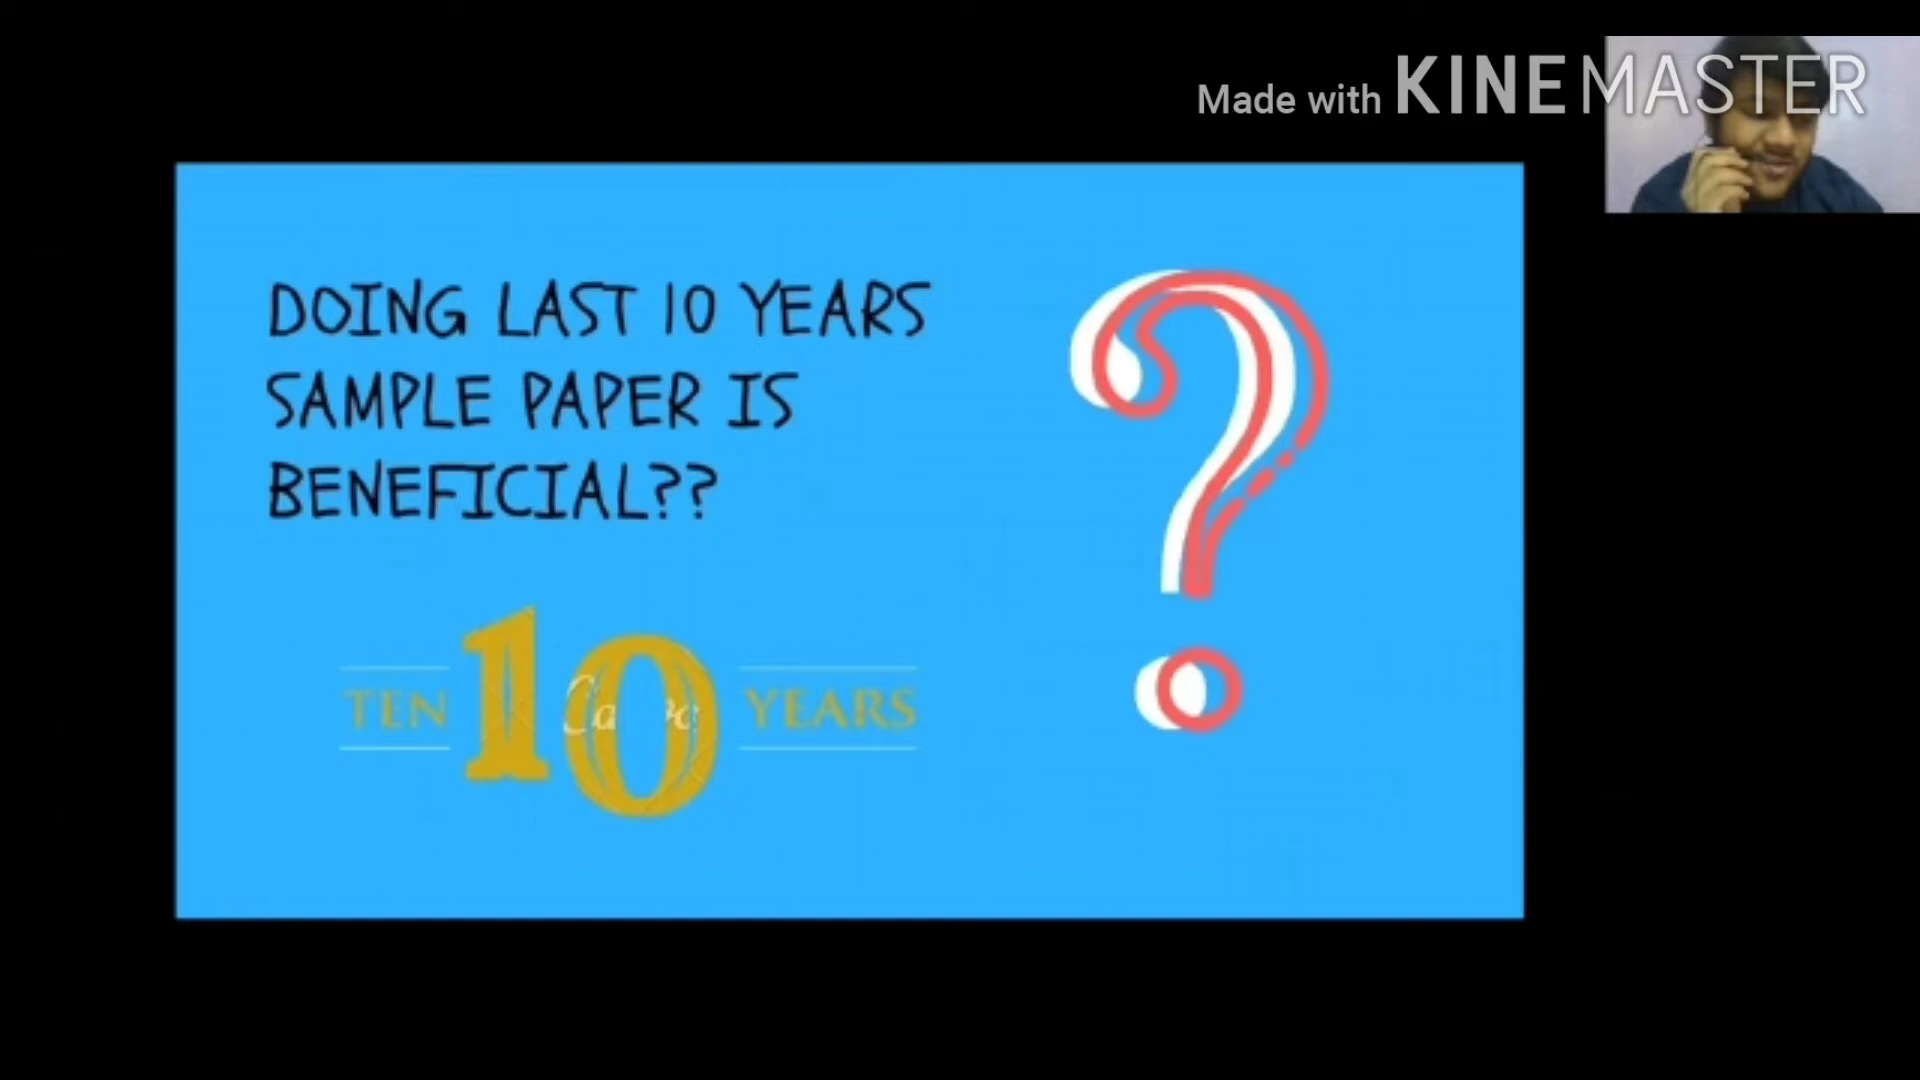 Made with KINEMASTER
DOING LAST 10 YEARS
SAMPLE PAPER IS
BENEFICIAL??
TEN 10 YEARS